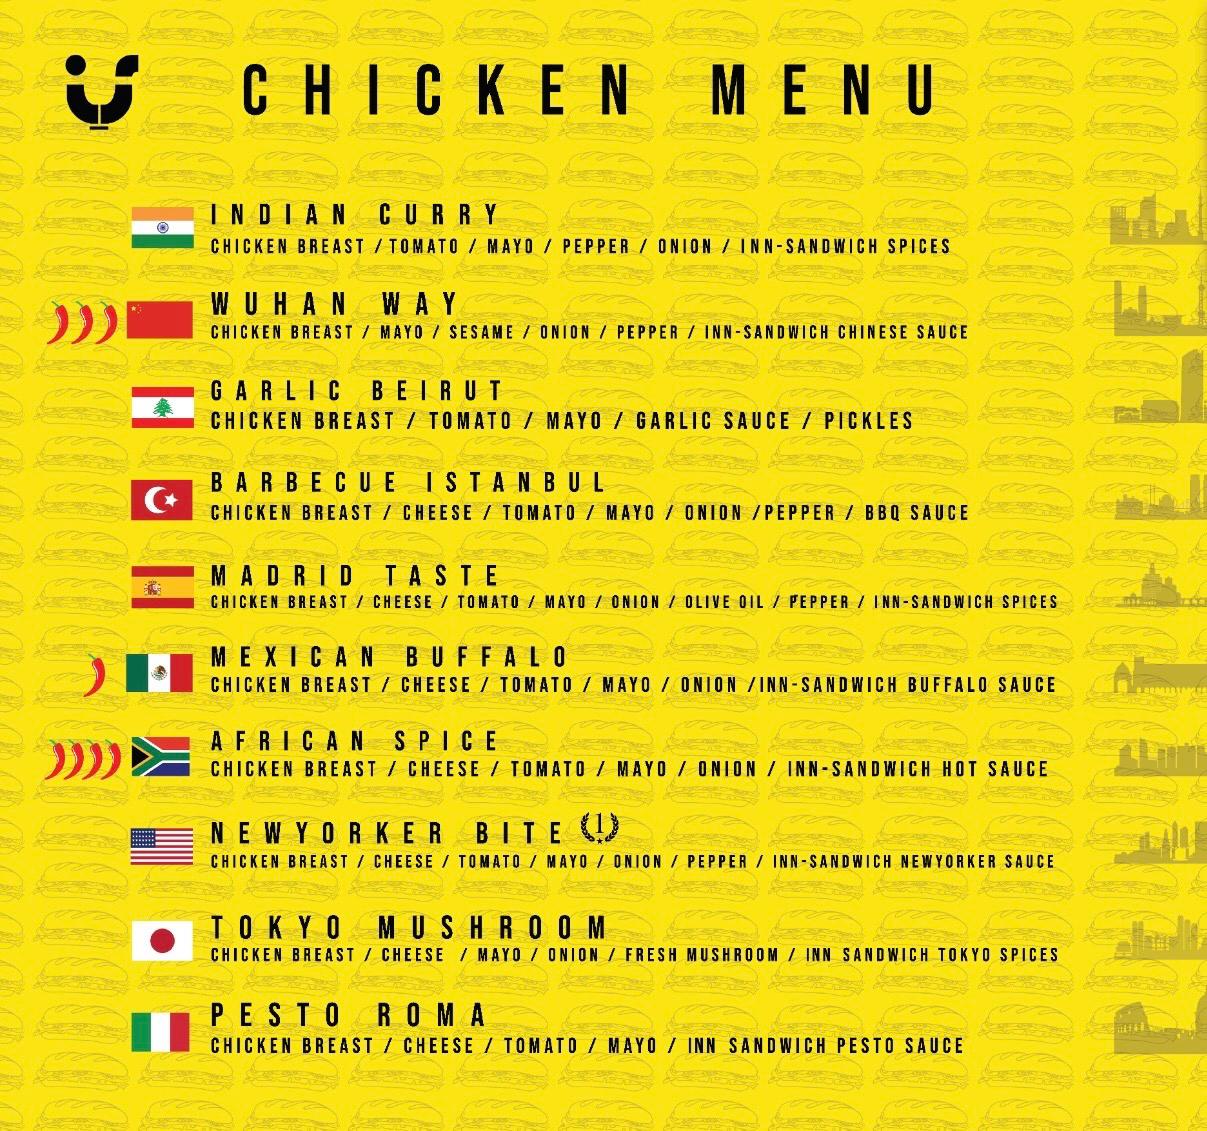 CHICKEN MENU
INDIAN CURRY
CHICKEN BREAST / TOMATO / MAYO / PEPPER / ONION / INN-SANDWICH SPICES
WUHAN WAY
CHICKEN BREAST / MAYO / SESAME / ONION / PEPPER / INN-SANDWICH CHINESE SAUCE
GARLIC BEIRUT
CHICKEN BREAST / TOMATO / MAYO / GARLIC SAUCE / PICKLES
BARBECUE ISTANBUL
CHICKEN BREAST / CHEESE / TOMATO / MAYO / ONION /PEPPER / BBQ SAUCE
MADRID TASTE
CHICKEN BREAST / CHEESE / TOMATO / MAYO / ONION / OLIVE OIL / PEPPER / INN-SANDWICH SPICES
MEXICAN BUFFALO
CHICKEN BREAST / CHEESE / TOMATO / MAYO / ONION /INN-SANDWICH BUFFALO SAUCE
AFRICAN SPICE
CHICKEN BREAST / CHEESE / TOMATO / MAYO / ONION / INN-SANDWICH HOT SAUCE
NEWYORKER BITE 1
CHICKEN BREAST / CHEESE / TOMATO / MAYO / ONION / PEPPER / INN-SANDWICH NEWYORKER SAUCE
TOKYO MUSHROOM
CHICKEN BREAST / CHEESE / MAYO / ONION / FRESH MUSHROOM / INN SANDWICH TOKYO SPICES
PESTO ROMA
CHICKEN BREAST / CHEESE / TOMATO / MAYO / INN SANDWICH PESTO SAUCE